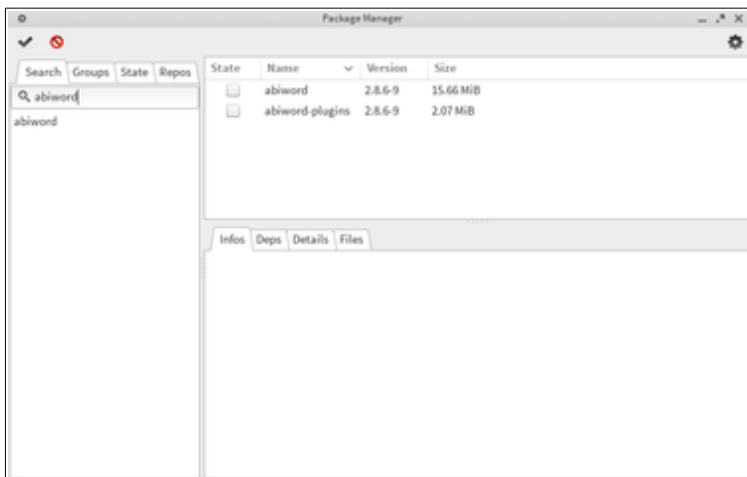 Package Manager
Search Groups State Repos
abiword
abiword
State Name Version Size
abiword 2.8.6-9 15.66 MiB
abiword-plugins 2.8.6-9 2.07 MiB
Infos Deps Details Files